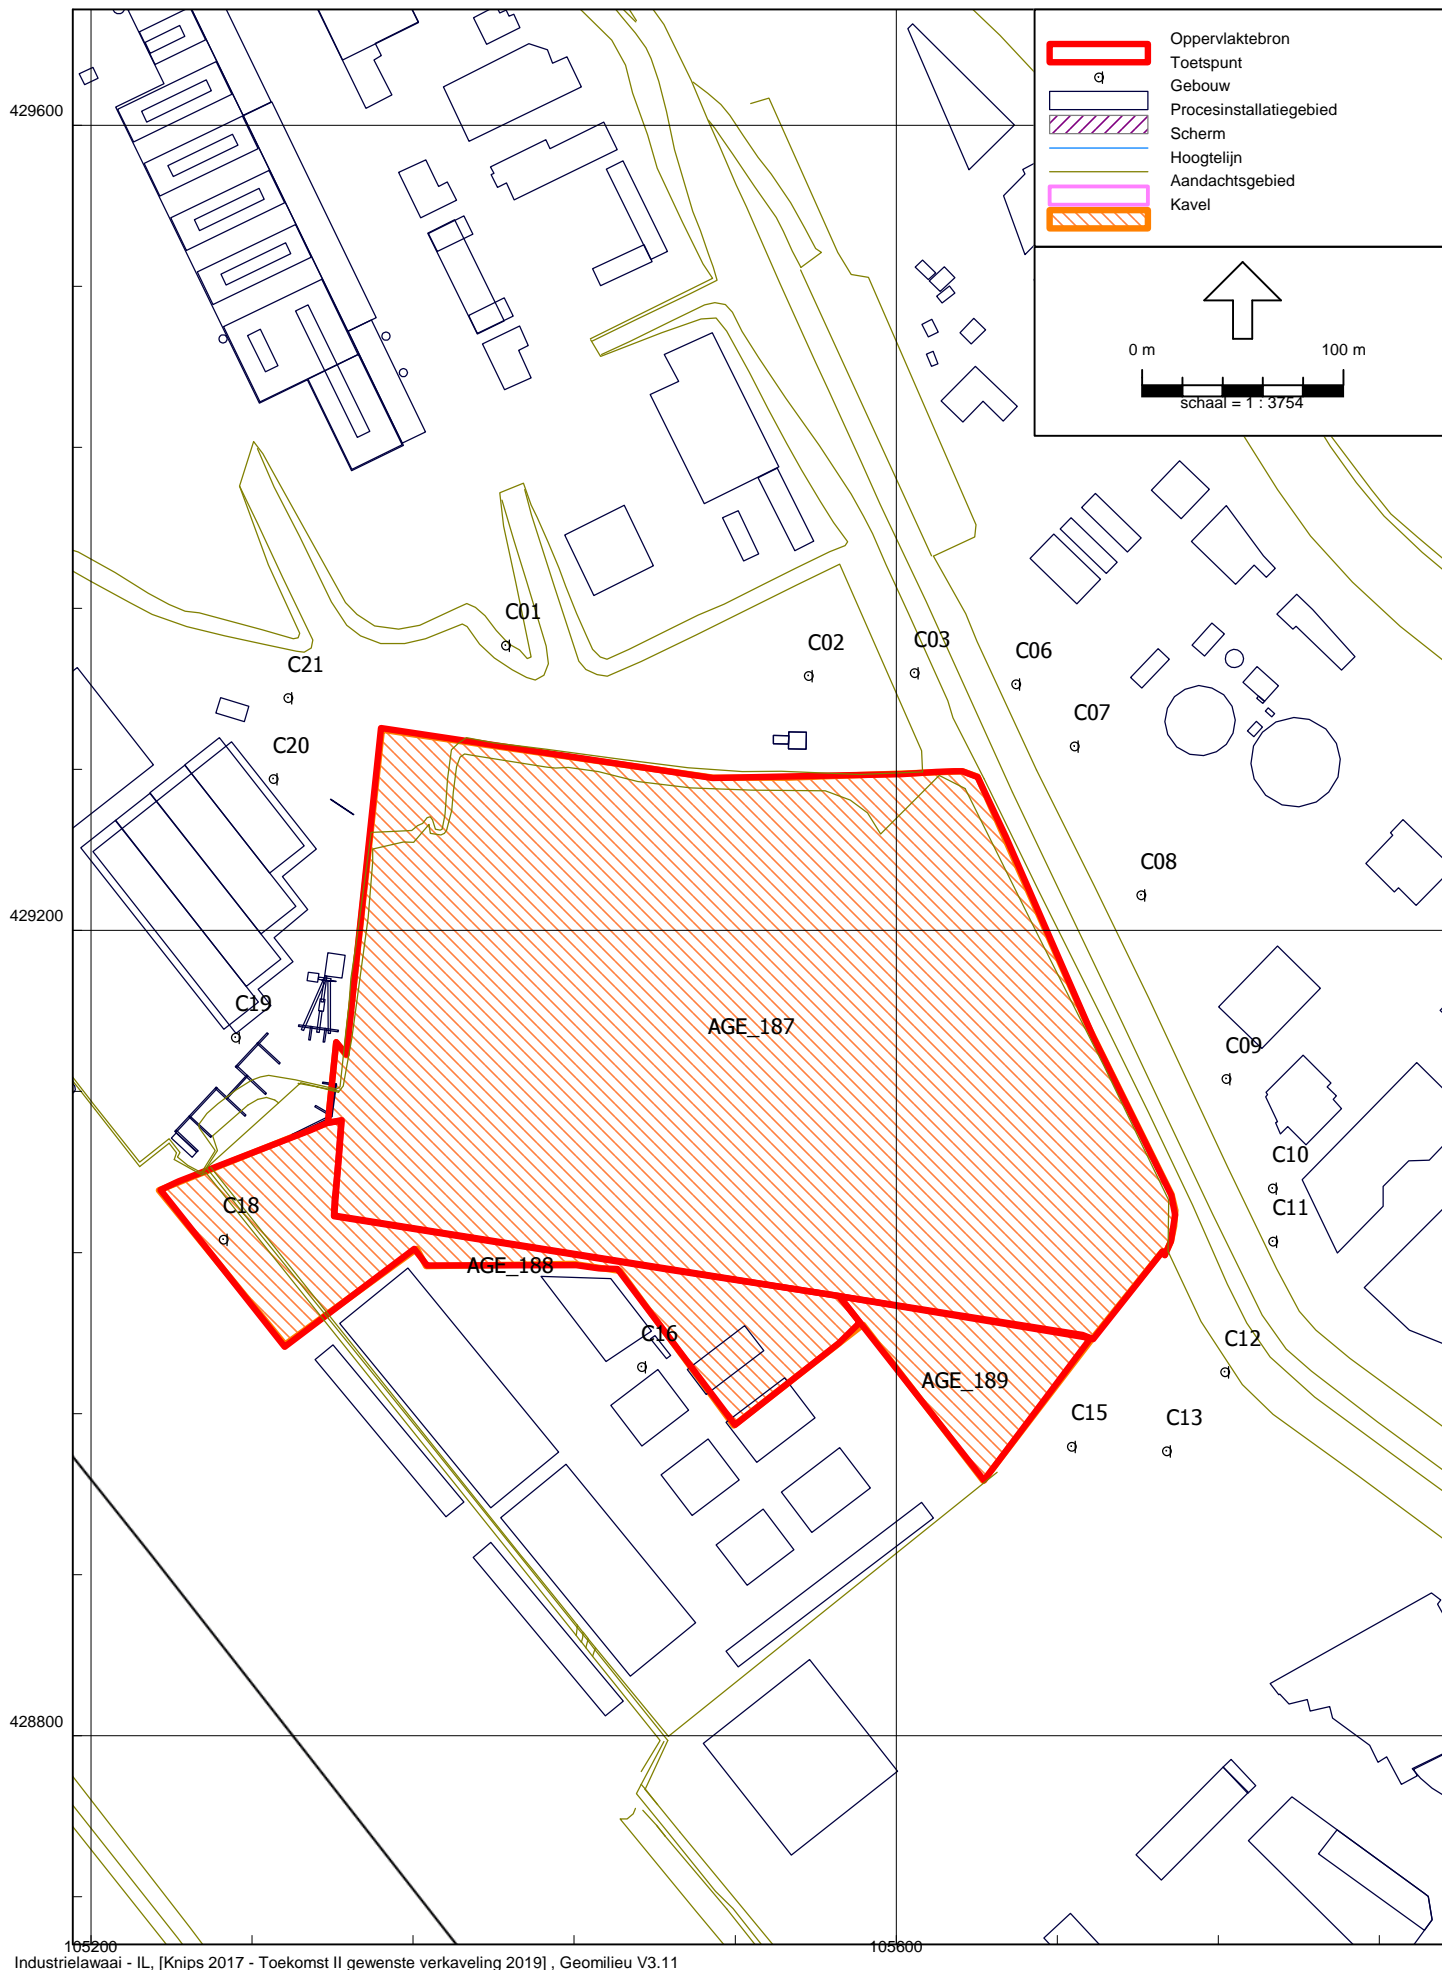 Oppervlaktebron
Toetspunt
Gebouw
Procesinstallatiegebied
Scherm
Hoogtelijn
Aandachtsgebied
Kavel
0 m 100 m
schaal = 1 : 3754
429600
C01
C02
C03
C06
C21
C07
C20
C08
429200
C19
AGE_187
C09
C10
C18
C11
AGE_188
C16
C12
AGE_189
C15
C13
428800
105200
105600
Industrielawaai - IL, [Knips 2017 - Toekomst II gewenste verkaveling 2019] , Geomilieu V3.11